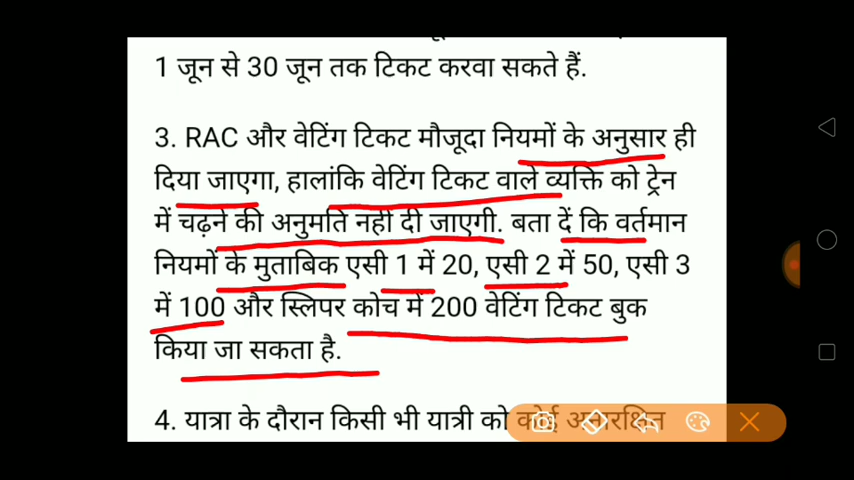 1 जून से 30 जून तक टिकट करवा सकते हैं.
3. RAC और वेटिंग टिकट मौजूदा नियमों के अनुसार ही
दिया जाएगा, हालांकि वेटिंग टिकट वाले व्यक्ति को ट्रेन
में चढ़ने की अनुमति नहीं दी जाएगी. बता दें कि वर्तमान
नियमों के मुताबिक एसी 1 में 20, एसी 2 में 50, एसी 3
में 100 और स्लिपर कोच में 200 वेटिंग टिकट बुक
किया जा सकता है.
4. यात्रा के दौरान किसी भी यात्री को कोई अनारक्षित